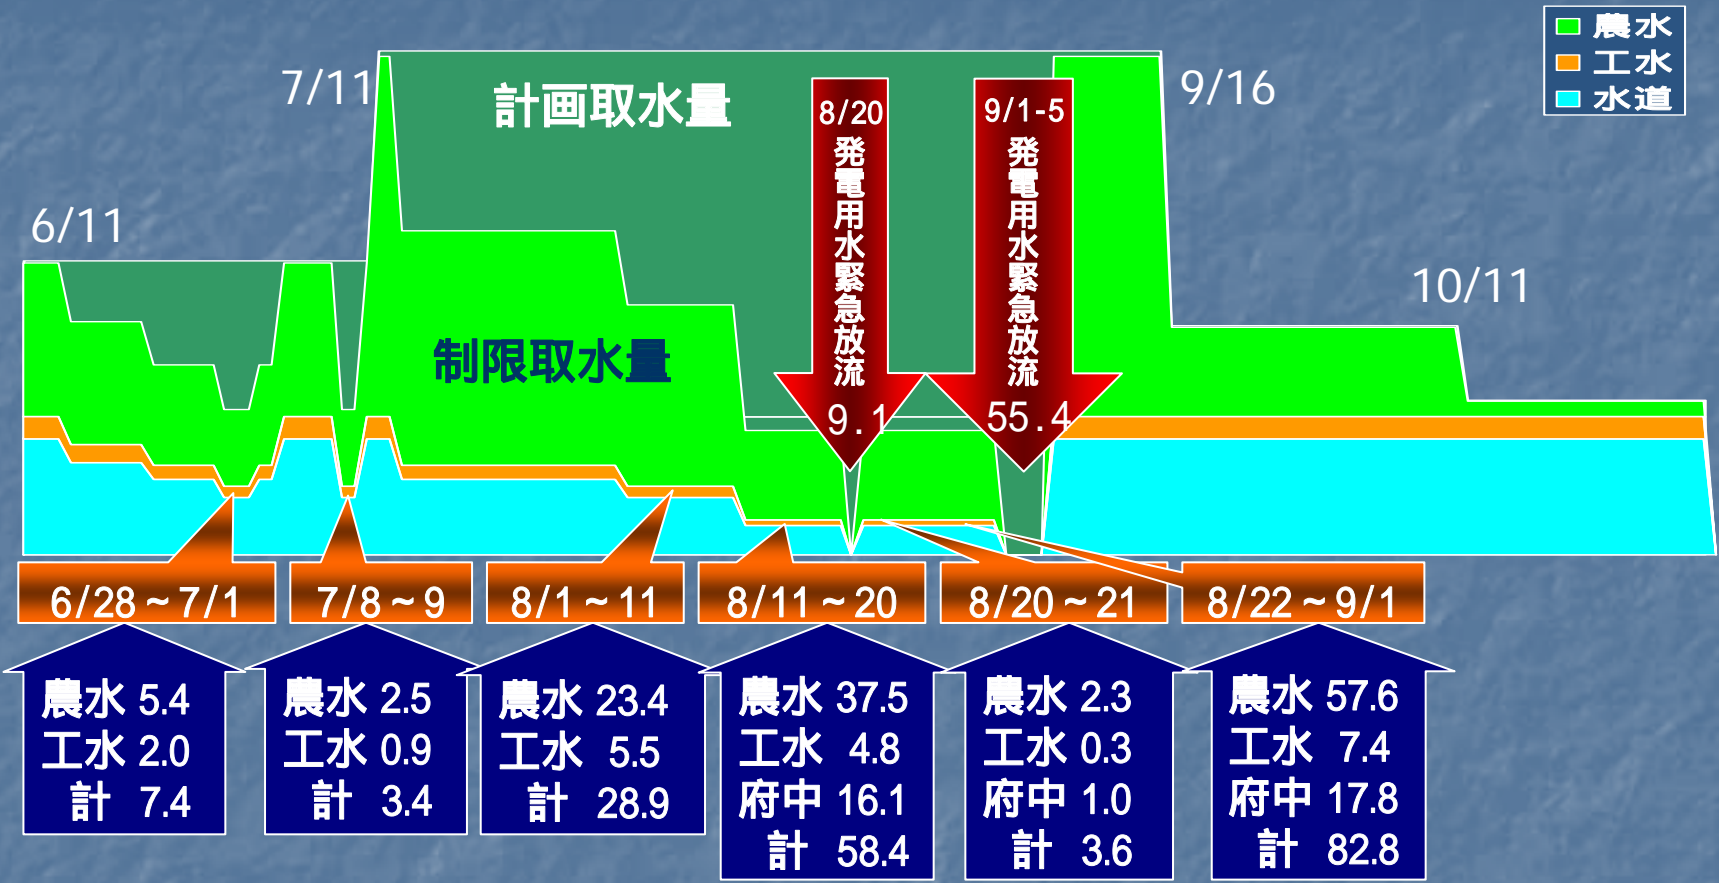 農水
工水
水道
7/11
9/16
6/11
10/11
計画取水量
制限取水量
8/20
発電用水緊急放流
9.1
9/1-5
発電用水緊急放流
55.4
6/28~7/1
7/8~9
8/1~11
8/11~20
8/20~21
8/22~9/1
農水 5.4
工水 2.0
計 7.4
農水 2.5
工水 0.9
計 3.4
農水 23.4
工水 5.5
計 28.9
農水 37.5
工水 4.8
府中 16.1
計 58.4
農水 2.3
工水 0.3
府中 1.0
計 3.6
農水 57.6
工水 7.4
府中 17.8
計 82.8